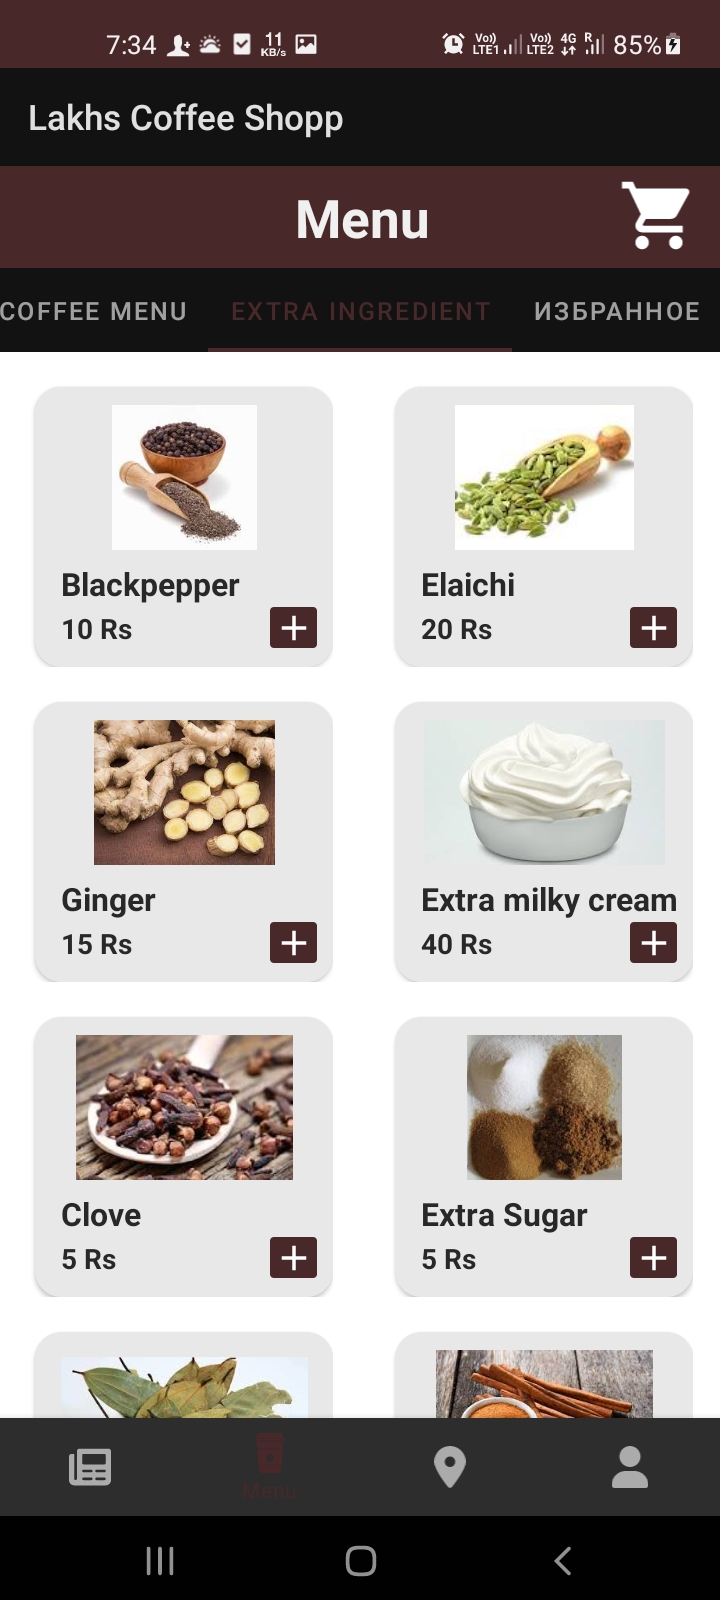 7:34 11 KB/s Vo)) LTE1 Vo)) LTE2 4G R 85%
Lakhs Coffee Shopp
Menu
COFFEE MENU EXTRA INGREDIENT ИЗБРАННОЕ
Blackpepper Elaichi
10 Rs 20 Rs
Ginger Extra milky cream
15 Rs 40 Rs
Clove Extra Sugar
5 Rs 5 Rs
Menu